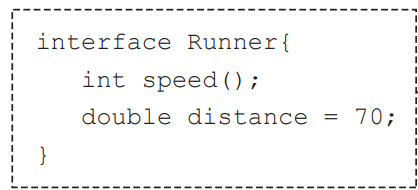 interface Runner{
int speed();
double distance = 70;
}